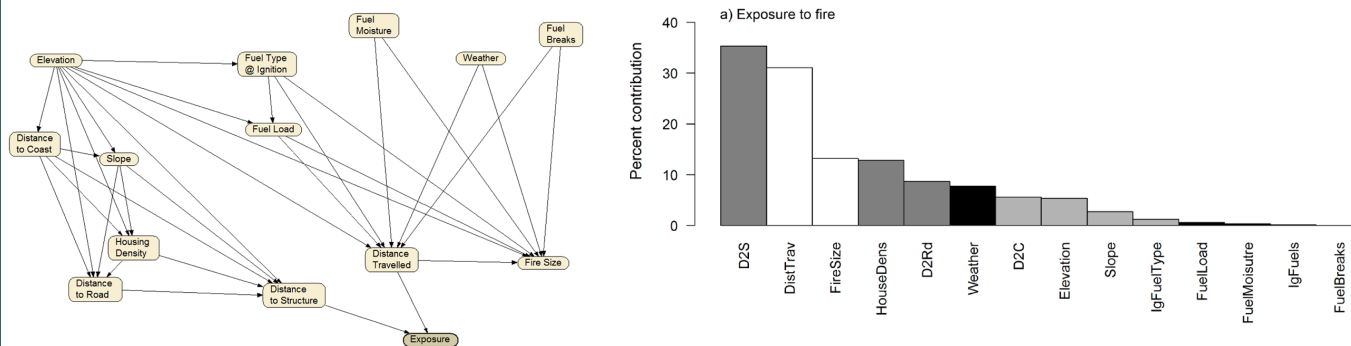 Elevation
Fuel Type
@ Ignition
Fuel
Moisture
Weather
Fuel
Breaks
Distance
to Coast
Slope
Fuel Load
Housing
Density
Distance
to Road
Distance
to Structure
Distance
Travelled
Fire Size
Exposure
a) Exposure to fire
Percent contribution
40
30
20
10
0
D2S
DistTrav
FireSize
HouseDens
D2Rd
Weather
D2C
Elevation
Slope
IgFuelType
FuelLoad
FuelMoisutre
IgFuels
FuelBreaks